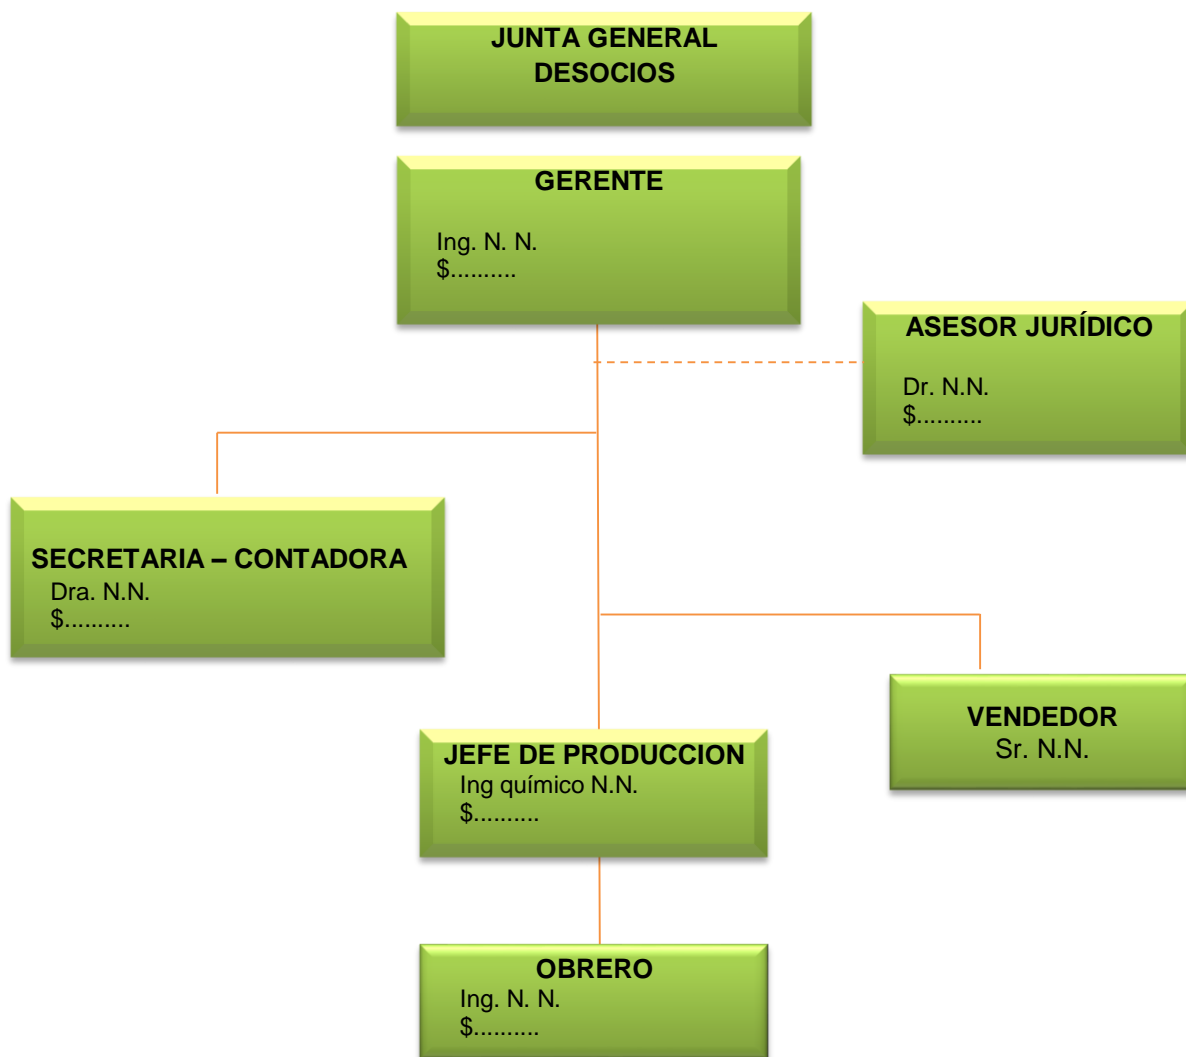 JUNTA GENERAL
DESOCIOS
GERENTE
Ing. N. N.
$..........
ASESOR JURÍDICO
Dr. N.N.
$..........
SECRETARIA – CONTADORA
Dra. N.N.
$..........
VENDEDOR
Sr. N.N.
JEFE DE PRODUCCION
Ing químico N.N.
$..........
OBRERO
Ing. N. N.
$..........